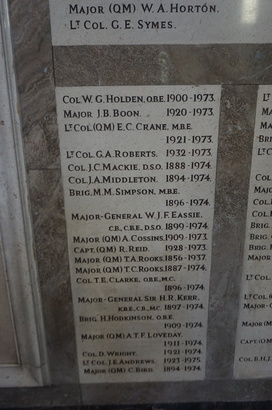 MAJOR (QM) W. A. HORTON.
LT COL. G. E. SYMES.
COL. W. G. HOLDEN, OBE. 1900-1973.
MAJOR J. B. BOON. 1920-1973.
LT COL. (QM) E. C. CRANE. M.B.E.
1921-1973.
LT COL. G. A. ROBERTS. 1932-1973.
COL. J. C. MACKIE, D.S.O. 1888-1974.
COL. J. A. MIDDLETON. 1894-1974.
BRIG. M. M. SIMPSON. M.B.E.
1896-1974.
MAJOR-GENERAL W. J. F. EASSIE.
C.B., C.B.E., D.S.O. 1899-1974.
MAJOR (QM) A. COSSINS. 1909-1973.
CAPT. (QM) R. REID. 1928-1973.
MAJOR (QM) T. A. ROOKS. 1856-1937.
MAJOR (QM) T. C. ROOKS. 1887-1974.
COL. T. E. CLARKE, O.B.E., M.C.
1896-1974.
MAJOR-GENERAL SIR H. R. KERR.
K.B.E., C.B., M.C. 1897-1974.
BRIG. H. HODKINSON. O.B.E.
1909-1974.
MAJOR (QM) A. T. F. LOVEDAY.
1911-1974.
COL. D. WRIGHT. 1921-1974.
LT COL. J. E. ANDREWS. 1923-1975.
MAJOR (QM) C. BIRD. 1894-1974.